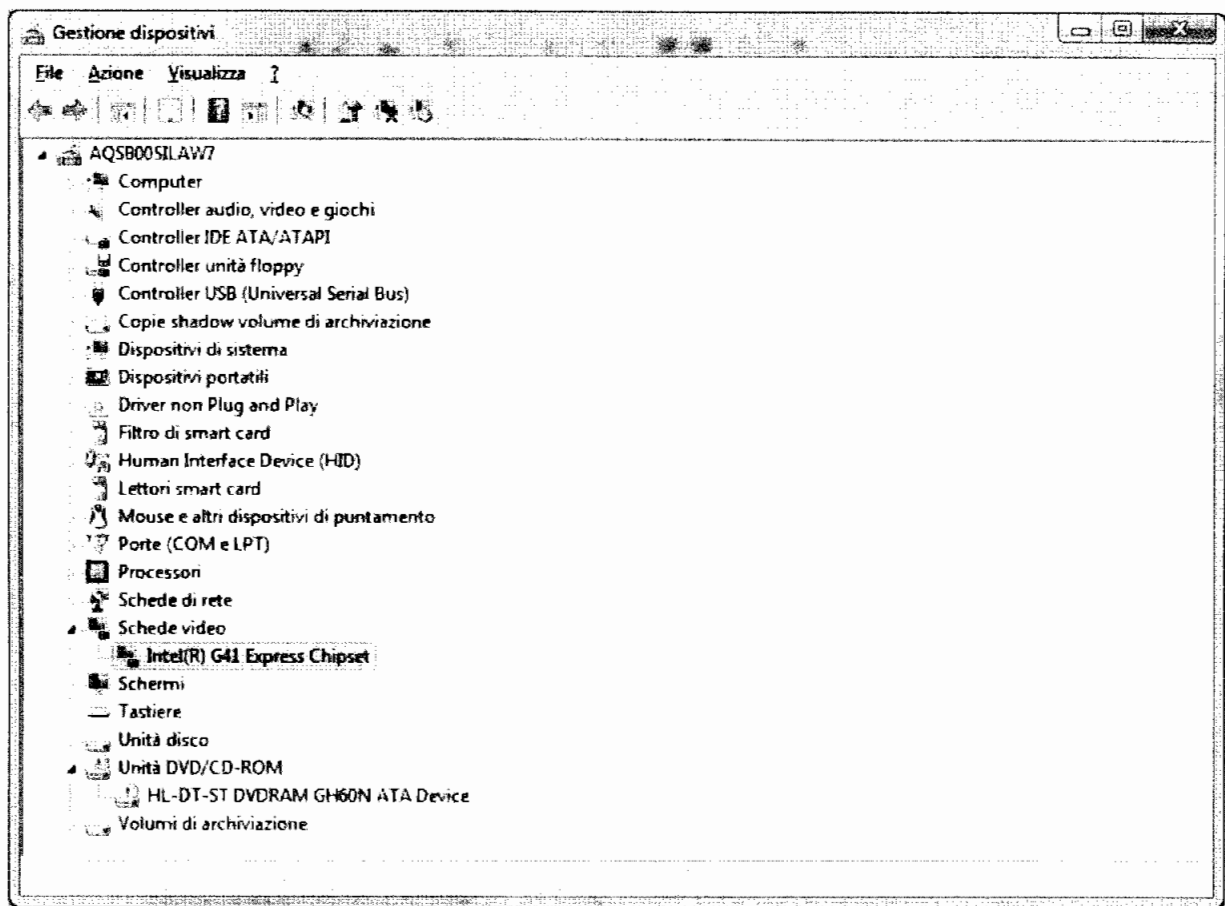 Gestione dispositivi
File Azione Visualizza ?
AQSB00SILAW7
Computer
Controller audio, video e giochi
Controller IDE ATA/ATAPI
Controller unità floppy
Controller USB (Universal Serial Bus)
Copie shadow volume di archiviazione
Dispositivi di sistema
Dispositivi portatili
Driver non Plug and Play
Filtro di smart card
Human Interface Device (HID)
Lettori smart card
Mouse e altri dispositivi di puntamento
Porte (COM e LPT)
Processori
Schede di rete
Schede video
Intel(R) G41 Express Chipset
Schermi
Tastiere
Unità disco
Unità DVD/CD-ROM
HL-DT-ST DVDRAM GH60N ATA Device
Volumi di archiviazione